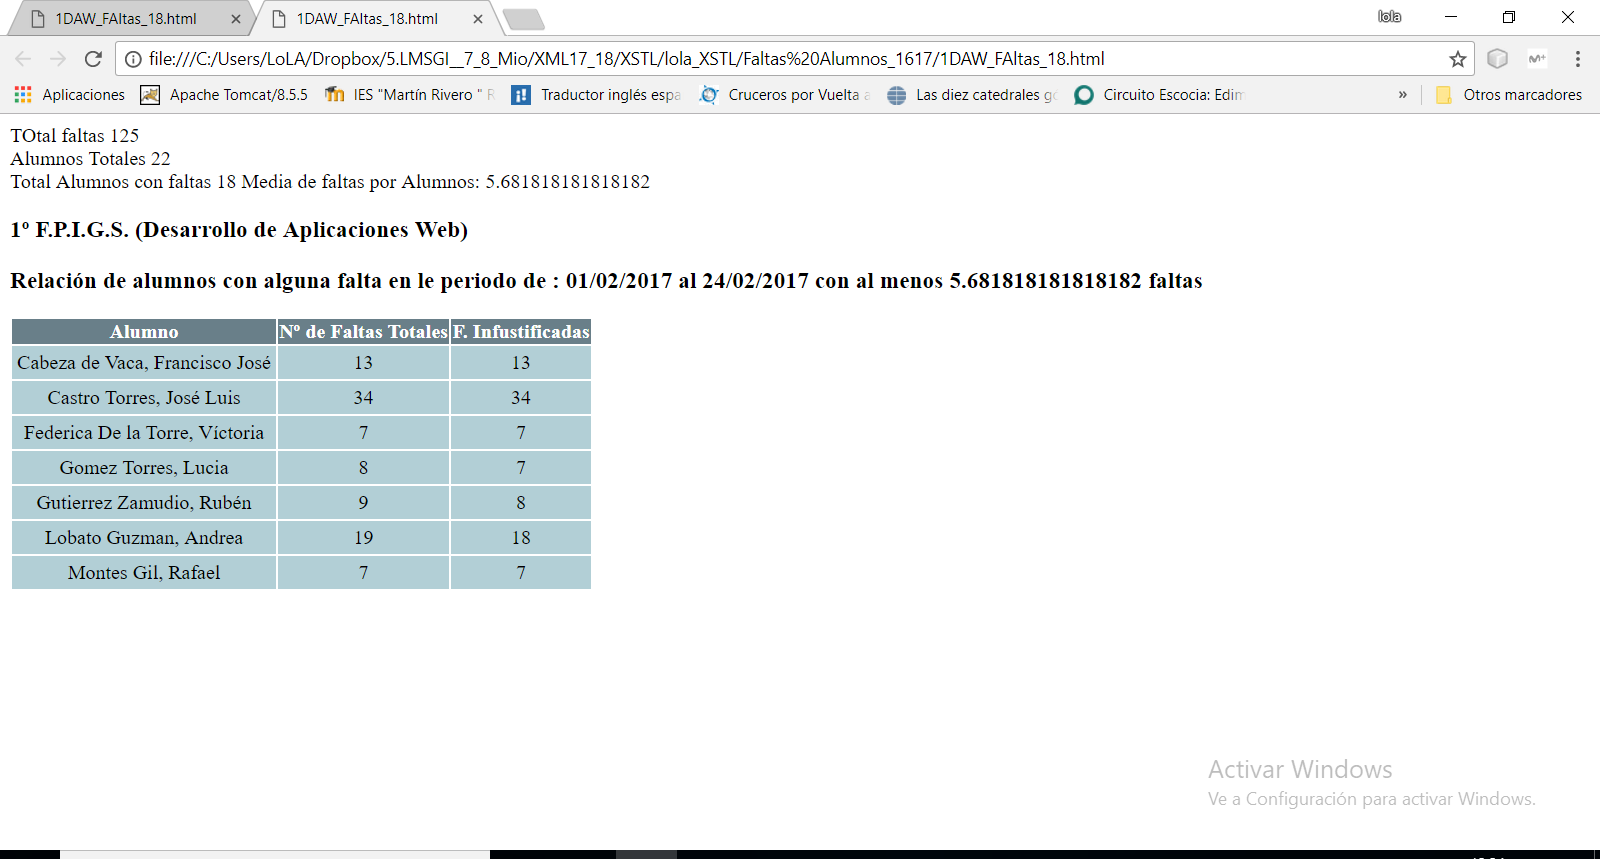 1DAW_FAltas_18.html
1DAW_FAltas_18.html
lola
file:///C:/Users/LoLA/Dropbox/5.LMSGI__7_8_Mio/XML17_18/XSTL/lola_XSTL/Faltas%20Alumnos_1617/1DAW_FAltas_18.html
Aplicaciones Apache Tomcat/8.5.5 IES "Martín Rivero " Traductor inglés espa Cruceros por Vuelta a Las diez catedrales Circuito Escocia: Edim » Otros marcadores
TOtal faltas 125
Alumnos Totales 22
Total Alumnos con faltas 18 Media de faltas por Alumnos: 5.681818181818182
1º F.P.I.G.S. (Desarrollo de Aplicaciones Web)
Relación de alumnos con alguna falta en le periodo de : 01/02/2017 al 24/02/2017 con al menos 5.681818181818182 faltas
Alumno Nº de Faltas Totales F. Infustificadas
Cabeza de Vaca, Francisco José 13 13
Castro Torres, José Luis 34 34
Federica De la Torre, Víctoria 7 7
Gomez Torres, Lucia 8 7
Gutierrez Zamudio, Rubén 9 8
Lobato Guzman, Andrea 19 18
Montes Gil, Rafael 7 7
Activar Windows
Ve a Configuración para activar Windows.